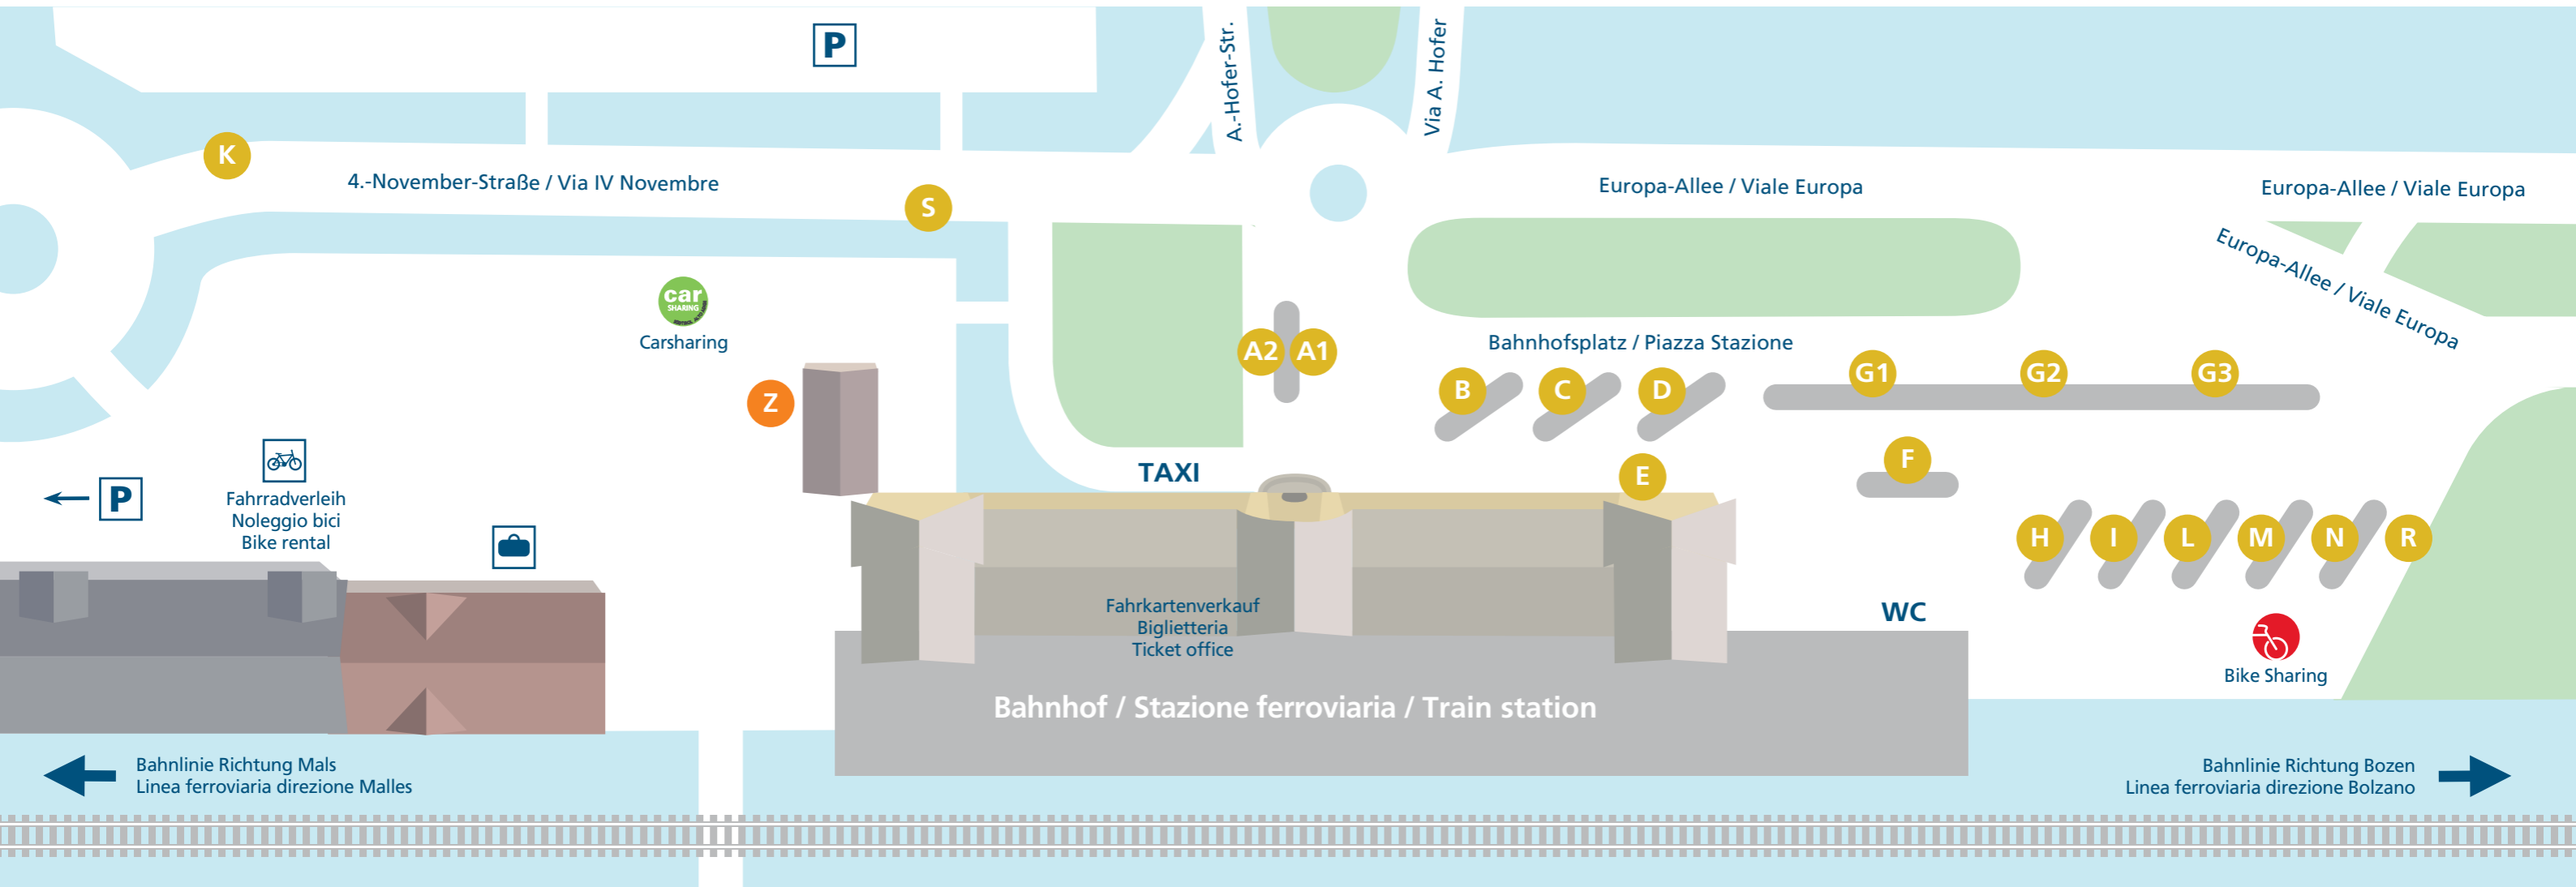 P
A.-Hofer-Str.
Via A. Hofer
K
4.-November-Straße / Via IV Novembre
S
Europa-Allee / Viale Europa
Europa-Allee / Viale Europa
Europa-Allee / Viale Europa
car
SHARING
Carsharing
A2
A1
Bahnhofsplatz / Piazza Stazione
Z
B
C
D
G1
G2
G3
TAXI
E
F
P
Fahrradverleih
Noleggio bici
Bike rental
H
I
L
M
N
R
Fahrkartenverkauf
Biglietteria
Ticket office
WC
Bike Sharing
Bahnhof / Stazione ferroviaria / Train station
Bahnlinie Richtung Mals
Linea ferroviaria direzione Malles
Bahnlinie Richtung Bozen
Linea ferroviaria direzione Bolzano